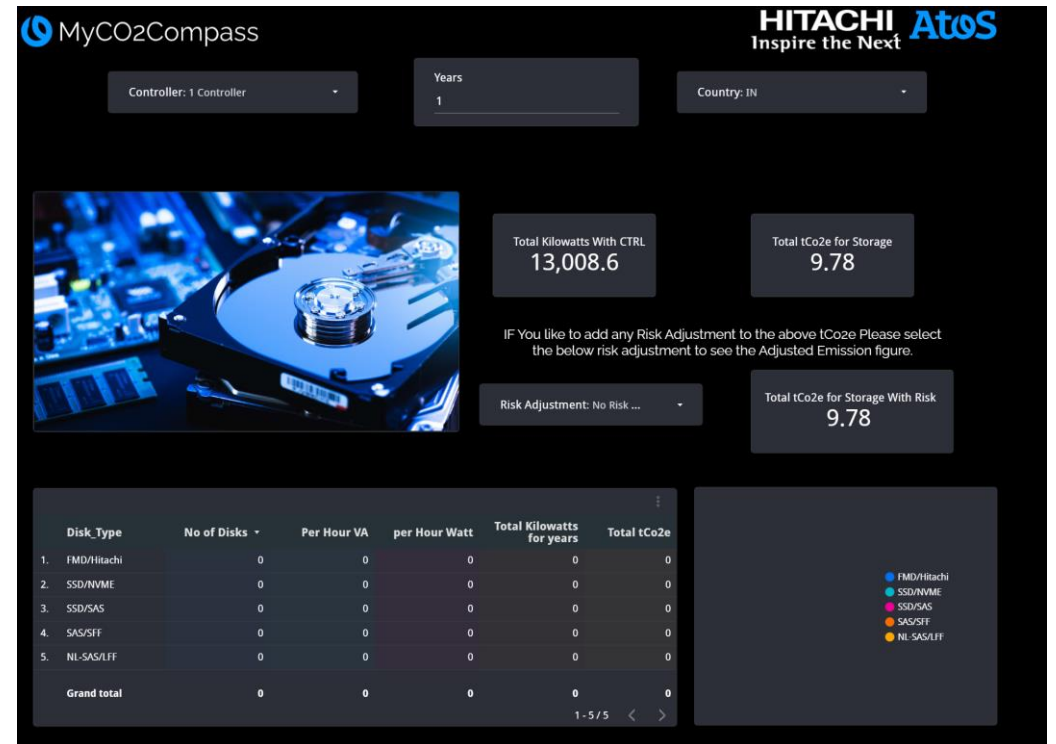 MyCO2Compass
HITACHI
Inspire the Next
Atos
Controller: 1 Controller
Years
1
Country: IN
Total Kilowatts With CTRL
13,008.6
Total tCo2e for Storage
9.78
IF You like to add any Risk Adjustment to the above tCo2e Please select
the below risk adjustment to see the Adjusted Emission figure.
Risk Adjustment: No Risk ...
Total tCo2e for Storage With Risk
9.78
Disk_Type No of Disks Per Hour VA per Hour Watt Total Kilowatts for years Total tCo2e
1. FMD/Hitachi 0 0 0 0 0
2. SSD/NVME 0 0 0 0 0
3. SSD/SAS 0 0 0 0 0
4. SAS/SFF 0 0 0 0 0
5. NL-SAS/LFF 0 0 0 0 0
Grand total 0 0 0 0 0
1 - 5 / 5
FMD/Hitachi
SSD/NVME
SSD/SAS
SAS/SFF
NL-SAS/LFF